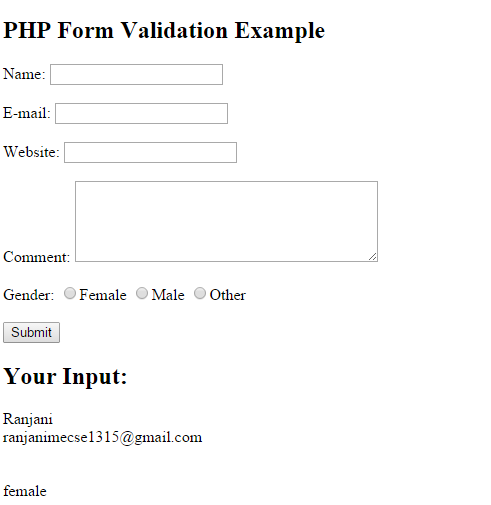 PHP Form Validation Example
Name:
E-mail:
Website:
Comment:
Gender: Female Male Other
Submit
Your Input:
Ranjani
ranjanimecse1315@gmail.com
female